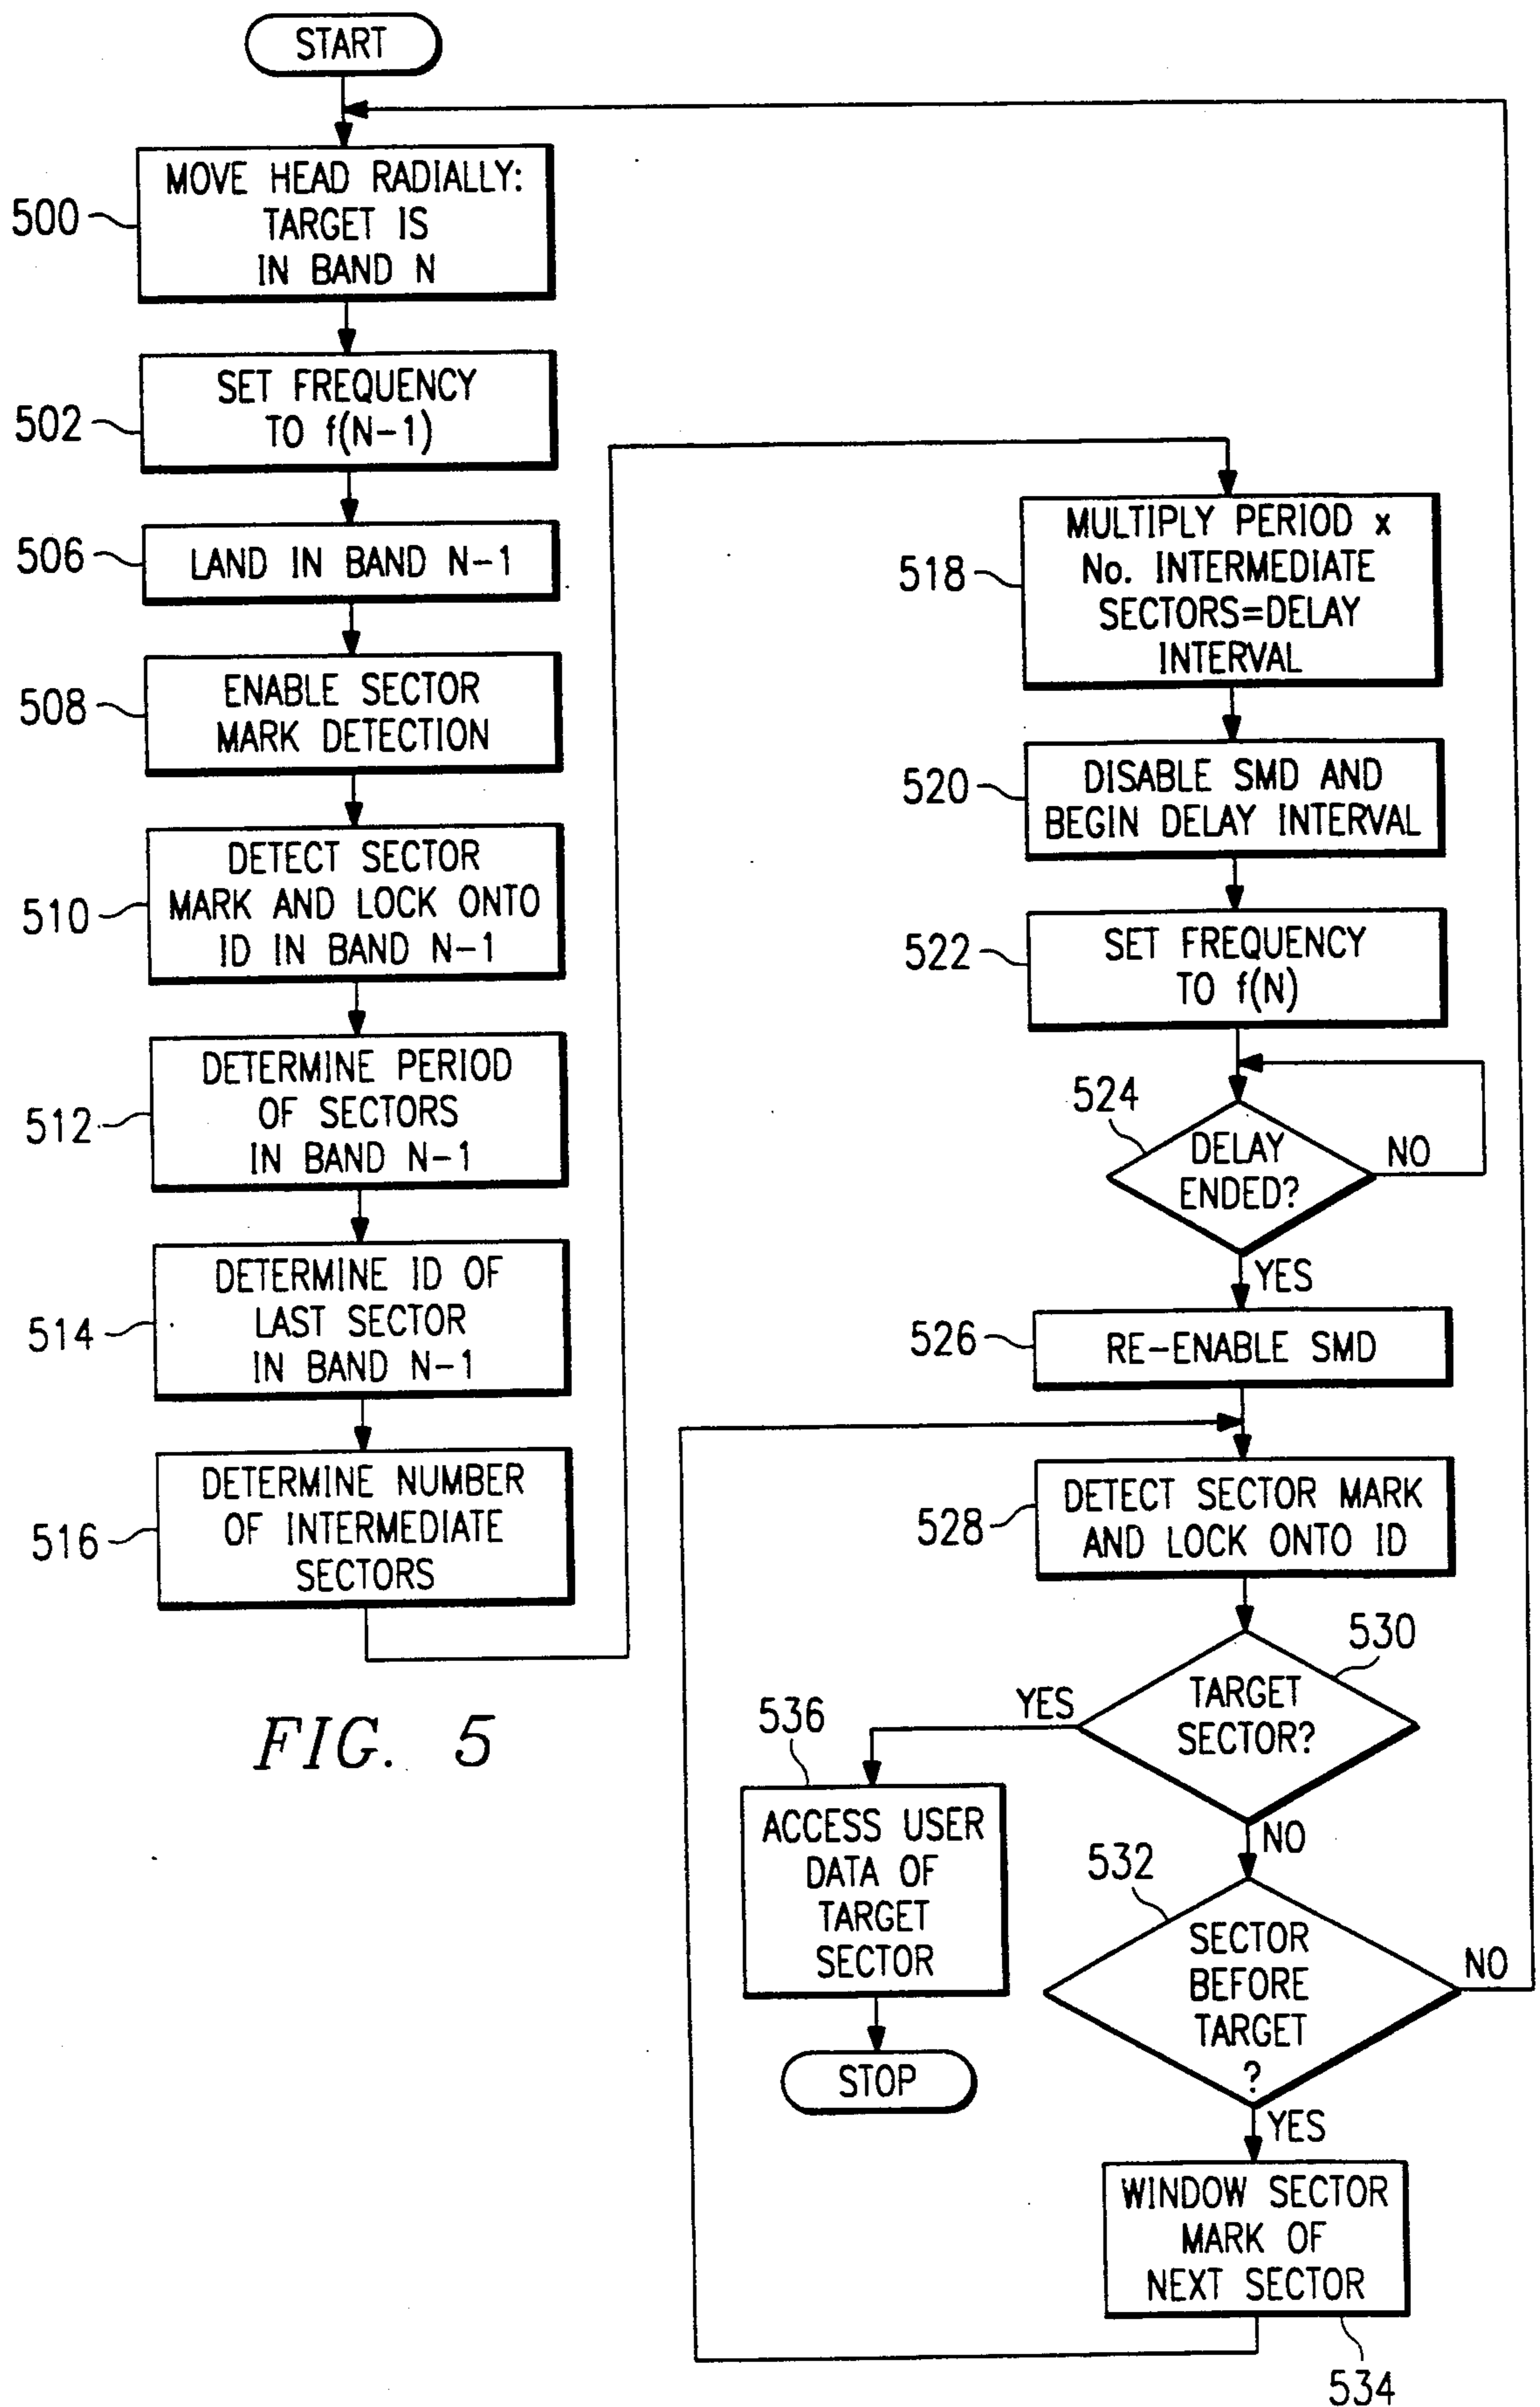 START
500
MOVE HEAD RADIALLY:
TARGET IS
IN BAND N
502
SET FREQUENCY
TO f(N-1)
506
LAND IN BAND N-1
508
ENABLE SECTOR
MARK DETECTION
510
DETECT SECTOR
MARK AND LOCK ONTO
ID IN BAND N-1
512
DETERMINE PERIOD
OF SECTORS
IN BAND N-1
514
DETERMINE ID OF
LAST SECTOR
IN BAND N-1
516
DETERMINE NUMBER
OF INTERMEDIATE
SECTORS
518
MULTIPLY PERIOD x
No. INTERMEDIATE
SECTORS=DELAY
INTERVAL
520
DISABLE SMD AND
BEGIN DELAY INTERVAL
522
SET FREQUENCY
TO f(N)
524
DELAY
ENDED?
NO
YES
526
RE-ENABLE SMD
528
DETECT SECTOR MARK
AND LOCK ONTO ID
530
TARGET
SECTOR?
YES
NO
536
ACCESS USER
DATA OF
TARGET
SECTOR
STOP
532
SECTOR
BEFORE
TARGET
?
NO
YES
WINDOW SECTOR
MARK OF
NEXT SECTOR
534
FIG. 5